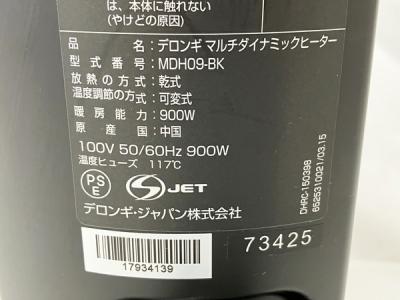 は、本体に触れない
(やけどの原因)
品名：デロンギ マルチダイナミックヒーター
型式番号：MDH09-BK
放熱の方式：乾式
温度調節の方式：可変式
暖房能力：900W
原産国：中国
100V 50/60Hz 900W
温度ヒューズ 117℃
PS
E
S JET
デロンギ・ジャパン株式会社
17934139
73425
DHRC-150398
6525310021/03.15